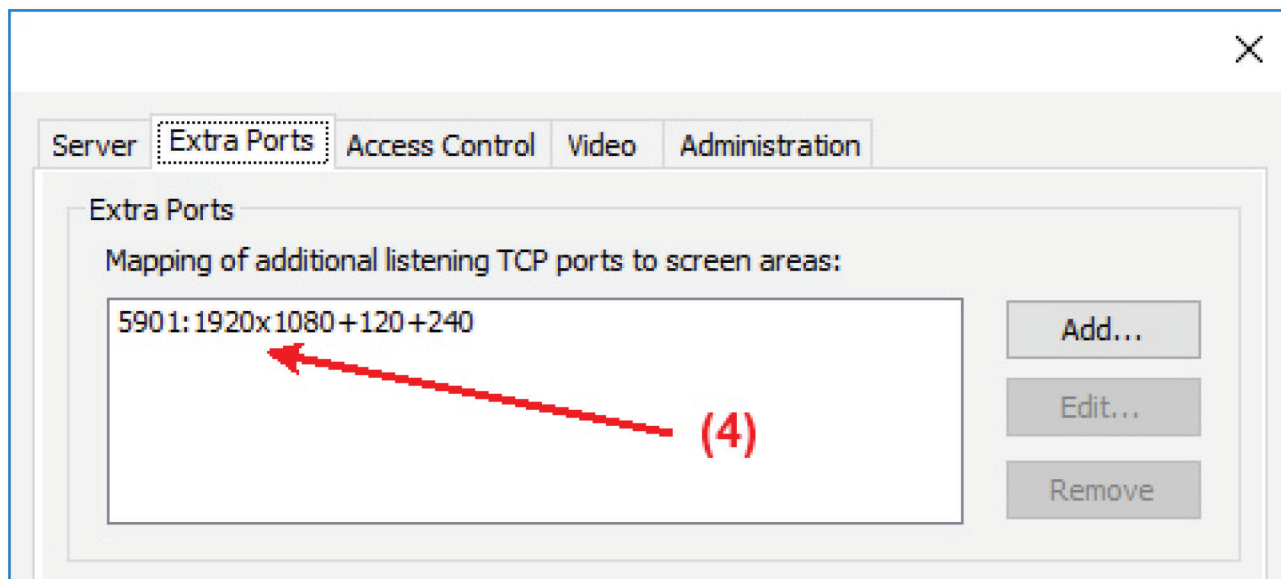 Server Extra Ports Access Control Video Administration
Extra Ports
Mapping of additional listening TCP ports to screen areas:
5901:1920x1080+120+240
Add...
Edit...
(4)
Remove